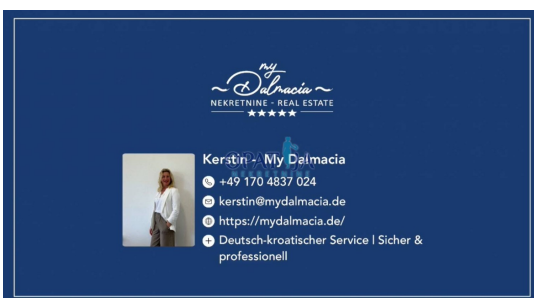 my
~ Dalmacia ~
NEKRETNINE - REAL ESTATE
★★★★★
Kerstin - My Dalmacia
+49 170 4837 024
kerstin@mydalmacia.de
https://mydalmacia.de/
Deutsch-kroatischer Service | Sicher &
professionell